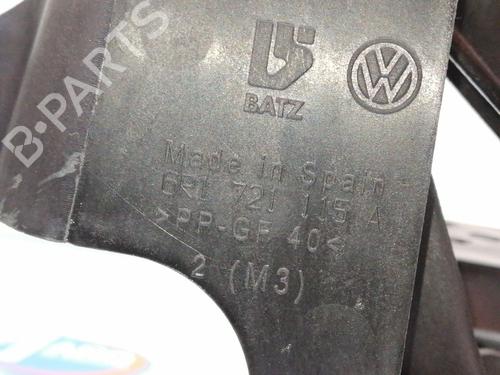 BATZ
Made in Spain
6R1 721 115 A
>PP-GF 40<
2 (M3)
B-PARTS